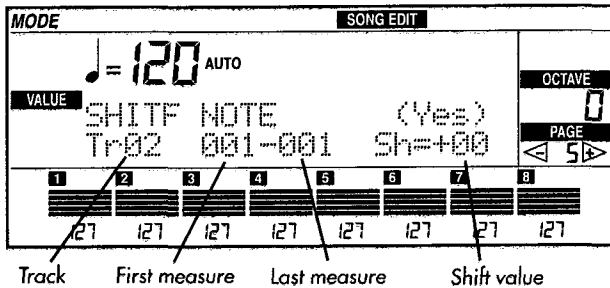 MODE SONG EDIT
♩=120 AUTO
OCTAVE
VALUE
0
SHITF NOTE (Yes)
PAGE
Tr02 001-001 Sh=+00
- 5 +
1 2 3 4 5 6 7 8
127 127 127 127 127 127 127 127
Track First measure Last measure Shift value